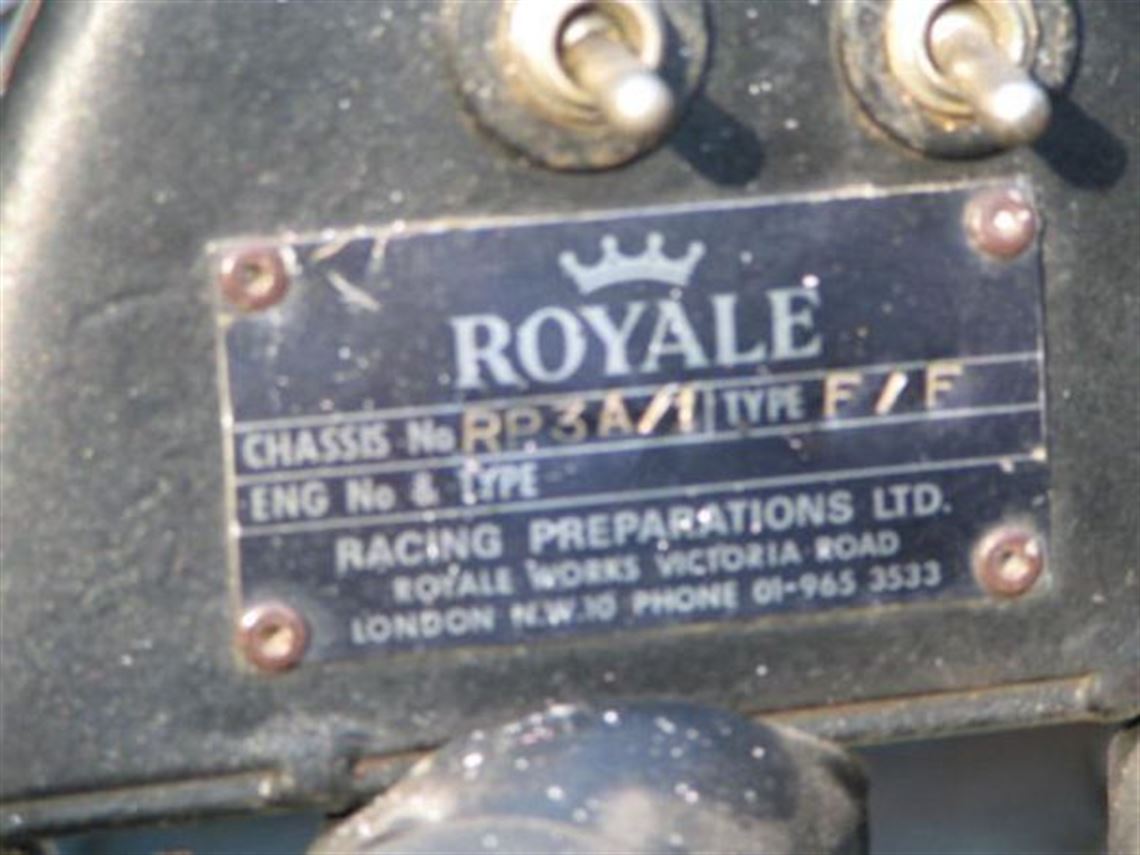 ROYALE
CHASSIS No RP3A/1 TYPE F/F
ENG No & TYPE
RACING PREPARATIONS LTD.
ROYALE WORKS VICTORIA ROAD
LONDON N.W.10 PHONE 01-965 3533